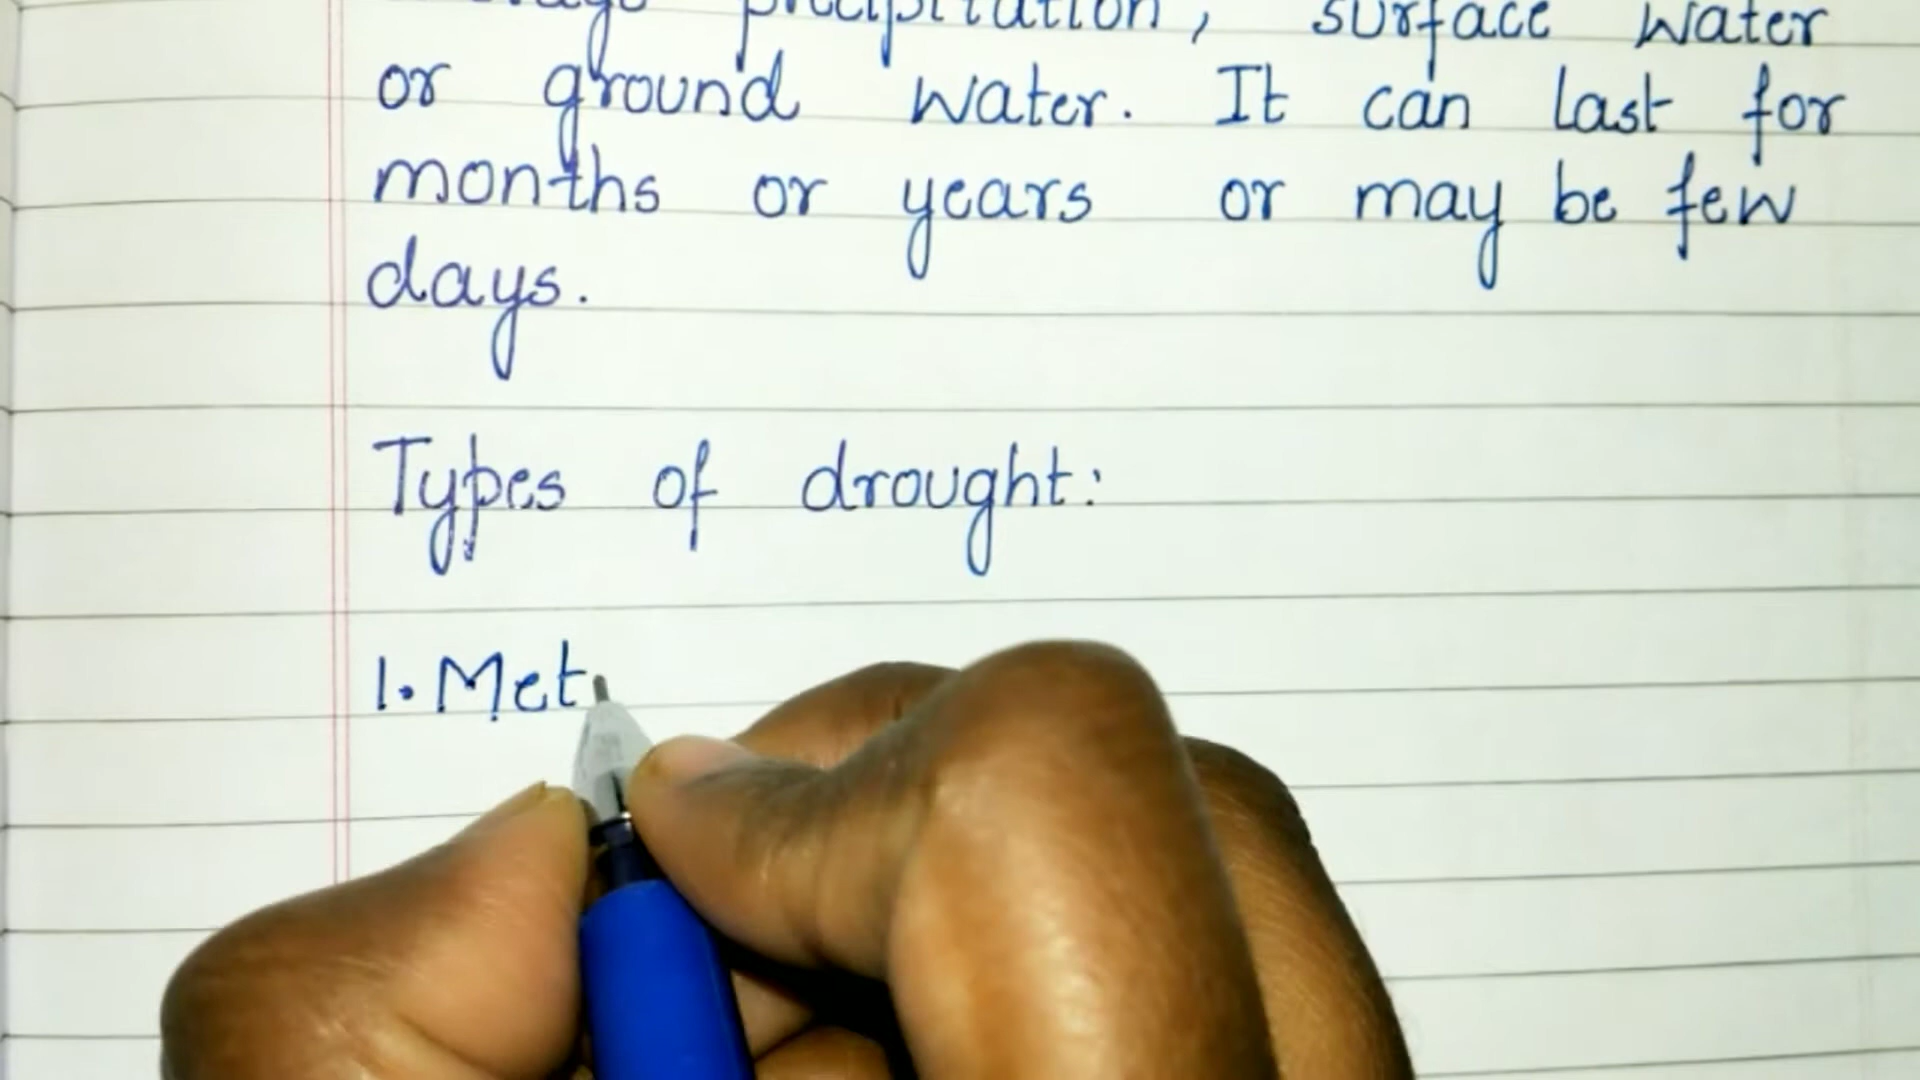 precipitation, surface water
or ground water. It can last for
months or years or may be few
days.
Types of drought:
1. Met